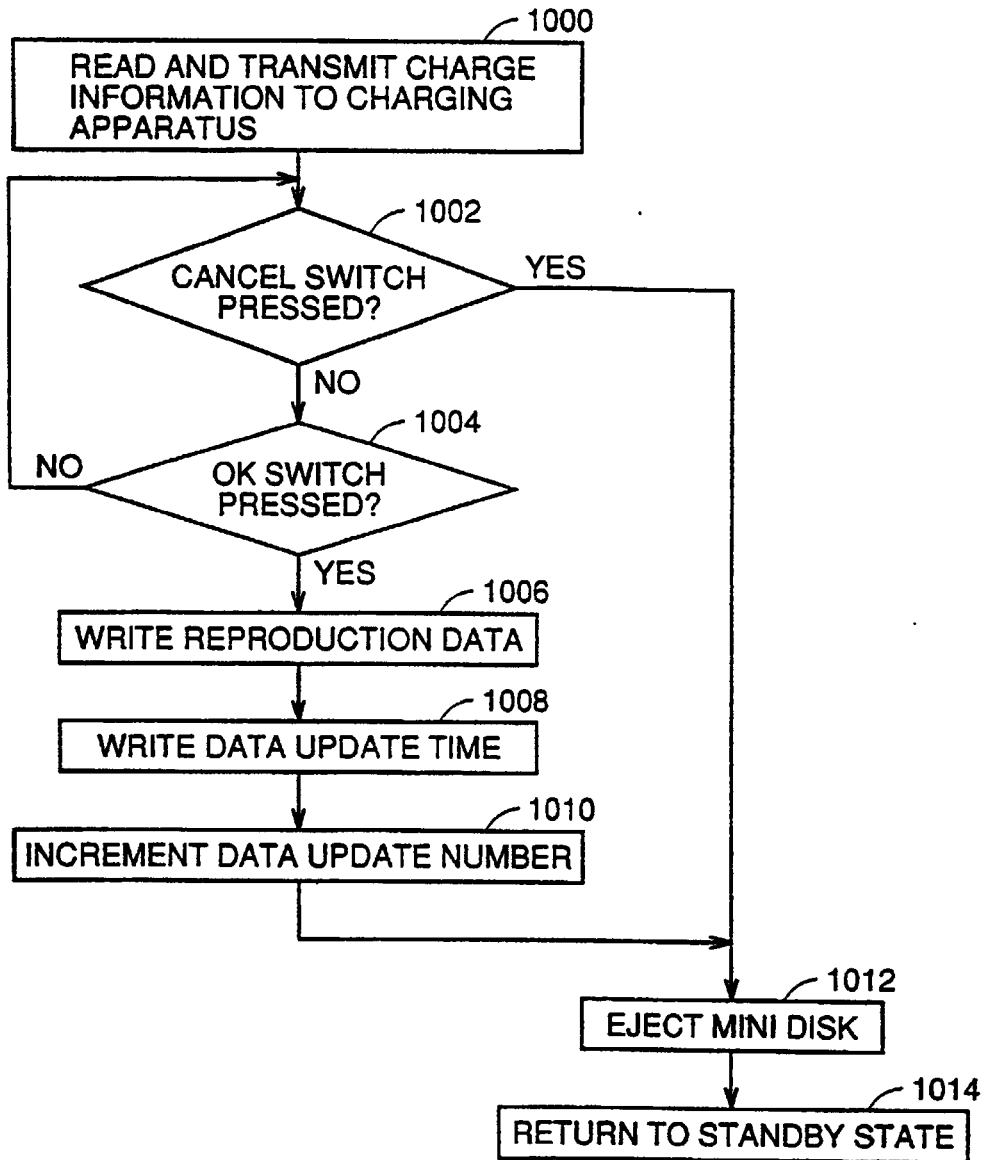 1000
READ AND TRANSMIT CHARGE
INFORMATION TO CHARGING
APPARATUS
1002
CANCEL SWITCH
PRESSED?
YES
NO
1004
OK SWITCH
PRESSED?
NO
YES
1006
WRITE REPRODUCTION DATA
1008
WRITE DATA UPDATE TIME
1010
INCREMENT DATA UPDATE NUMBER
1012
EJECT MINI DISK
1014
RETURN TO STANDBY STATE